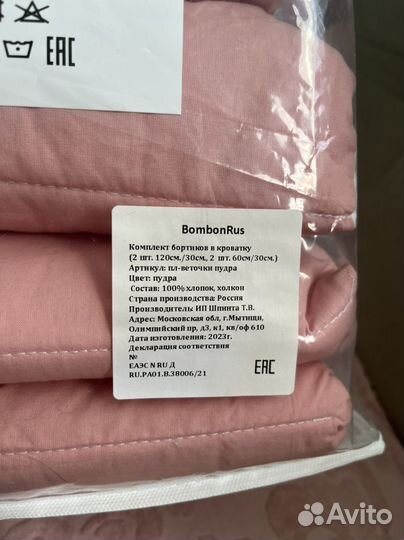 EAC
BombonRus
Комплект бортиков в кроватку
(2 шт. 120см./30см., 2 шт. 60см/30см.)
Артикул: пл-веточки пудра
Цвет: пудра
Состав: 100% хлопок, холкон
Страна производства: Россия
Производитель: ИП Шпинта Т.В.
Адрес: Московская обл, г.Мытищи,
Олимпийский пр, д3, к1, кв/оф 610
Дата изготовления: 2023г.
Декларация соответствия
№
ЕАЭС N RU Д
RU.РА01.В.38006/21
EAC
Avito